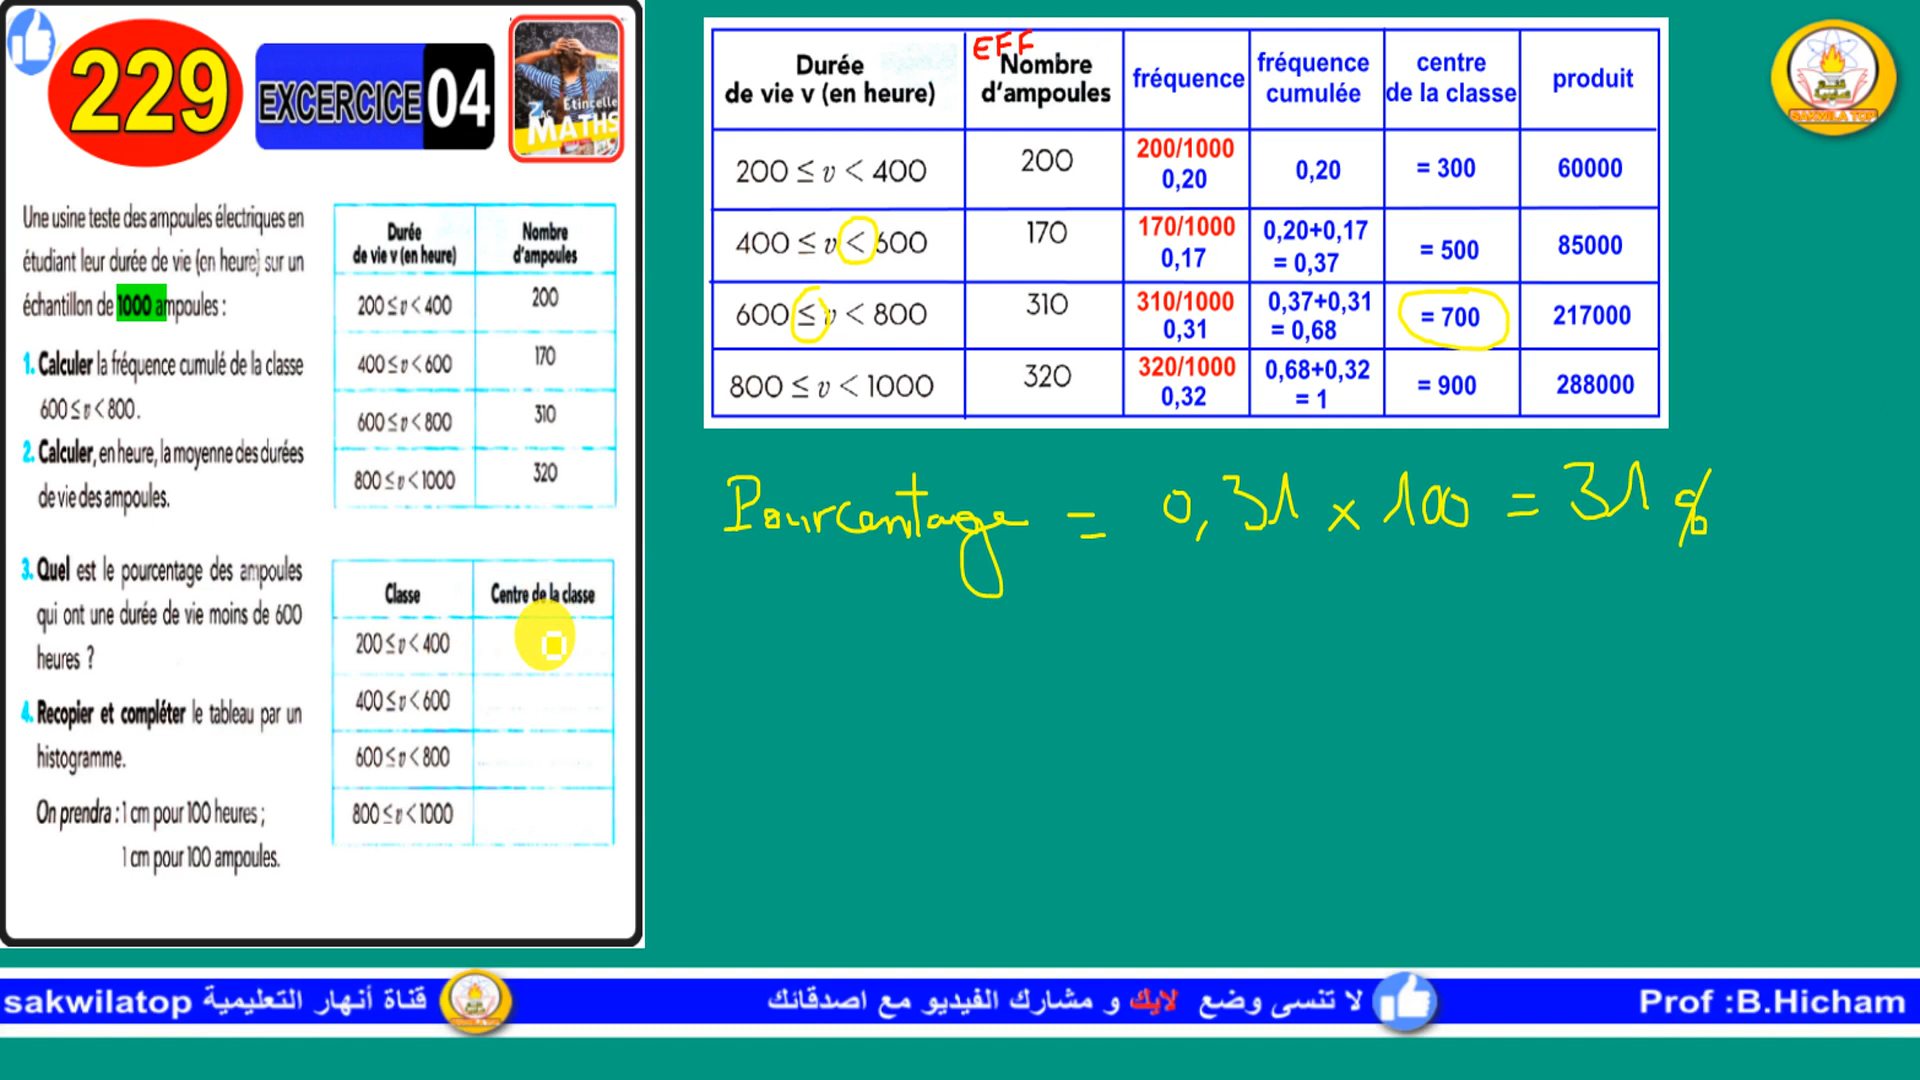 229
EXCERCICE 04
2 AC
Etincelle
MATHS
Une usine teste des ampoules électriques en
étudiant leur durée de vie (en heure) sur un
échantillon de 1000 ampoules :
1. Calculer la fréquence cumulé de la classe
600 ≤ v < 800.
2. Calculer, en heure, la moyenne des durées
de vie des ampoules.
3. Quel est le pourcentage des ampoules
qui ont une durée de vie moins de 600
heures ?
4. Recopier et compléter le tableau par un
histogramme.
On prendra : 1 cm pour 100 heures ;
1 cm pour 100 ampoules.
Durée
de vie v (en heure)
Nombre
d'ampoules
200 ≤ v < 400 200
400 ≤ v < 600 170
600 ≤ v < 800 310
800 ≤ v < 1000 320
Classe Centre de la classe
200 ≤ v < 400
400 ≤ v < 600
600 ≤ v < 800
800 ≤ v < 1000
Durée
de vie v (en heure)
EFF
Nombre
d'ampoules
fréquence
fréquence
cumulée
centre
de la classe
produit
200 ≤ v < 400 200 200/1000 0,20 0,20 = 300 60000
400 ≤ v < 600 170 170/1000 0,17 0,20+0,17 = 0,37 = 500 85000
600 ≤ v < 800 310 310/1000 0,31 0,37+0,31 = 0,68 = 700 217000
800 ≤ v < 1000 320 320/1000 0,32 0,68+0,32 = 1 = 900 288000
Pourcentage = 0,31 × 100 = 31 %
SAKWILA TOP
sakwilatop قناة أنهار التعليمية
لا تنسى وضع لايك و مشارك الفيديو مع اصدقائك
Prof :B.Hicham